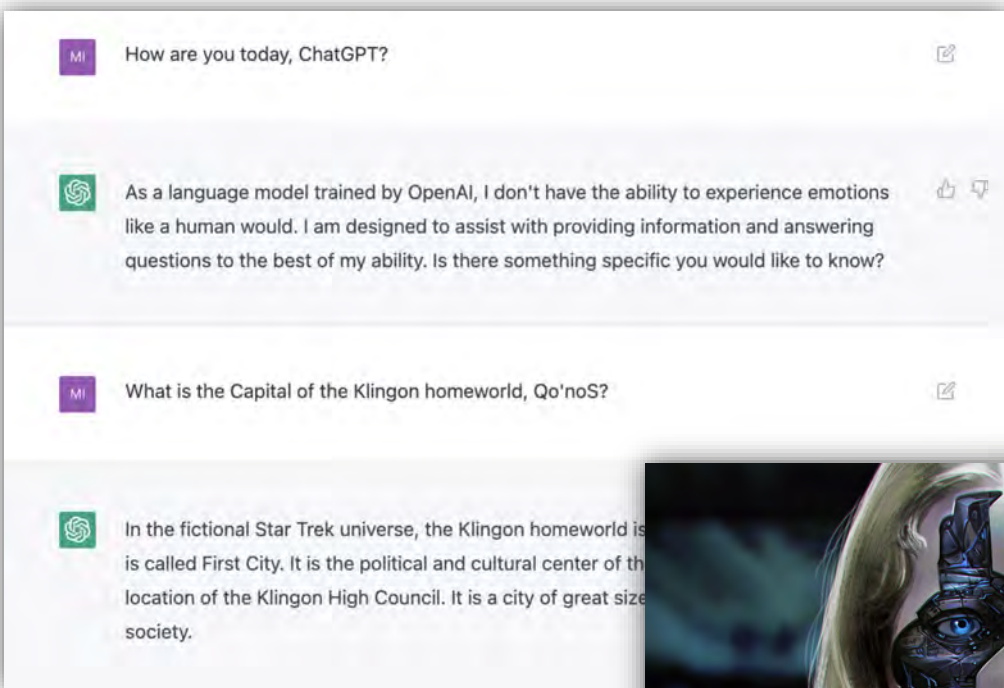 MI
How are you today, ChatGPT?
As a language model trained by OpenAI, I don't have the ability to experience emotions
like a human would. I am designed to assist with providing information and answering
questions to the best of my ability. Is there something specific you would like to know?
MI
What is the Capital of the Klingon homeworld, Qo'noS?
In the fictional Star Trek universe, the Klingon homeworld is
is called First City. It is the political and cultural center of
location of the Klingon High Council. It is a city of great size
society.